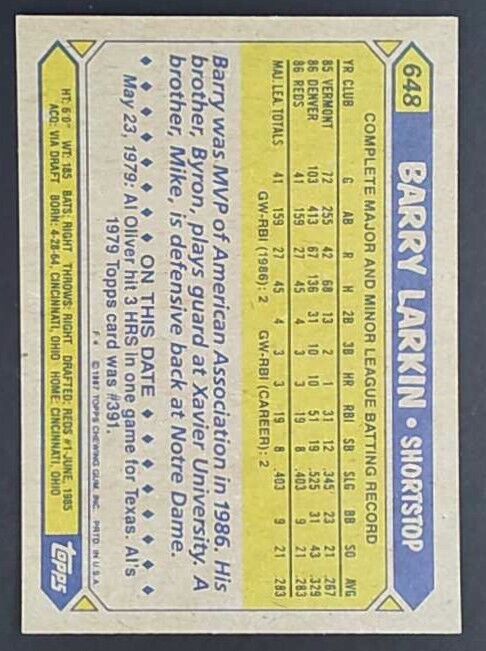 648 BARRY LARKIN • SHORTSTOP
COMPLETE MAJOR AND MINOR LEAGUE BATTING RECORD
YR CLUB G AB R H 2B 3B HR RBI SB SLG BB SO AVG
85 VERMONT 72 255 42 68 13 2 1 31 12 .345 23 21 .267
86 DENVER 103 413 67 136 31 10 10 51 19 .525 31 43 .329
86 REDS 41 159 27 45 4 3 3 19 8 .403 9 21 .283
MAJ. LEA. TOTALS 41 159 27 45 4 3 3 19 8 .403 9 21 .283
GW-RBI (1986): 2 GW-RBI (CAREER): 2
Barry was MVP of American Association in 1986. His
brother, Byron, plays guard at Xavier University. A
brother, Mike, is defensive back at Notre Dame.
◆ ◆ ◆ ◆ ◆ ON THIS DATE ◆ ◆ ◆ ◆ ◆
May 23, 1979: Al Oliver hit 3 HRS in one game for Texas. Al's
1979 Topps card was #391.
F* ©1987 TOPPS CHEWING GUM, INC. PRTD. IN U.S.A.
HT: 6'0" WT: 185 BATS: RIGHT THROWS: RIGHT DRAFTED: REDS #1-JUNE, 1985
ACQ: VIA DRAFT BORN: 4-28-64, CINCINNATI, OHIO HOME: CINCINNATI, OHIO
TOPPS